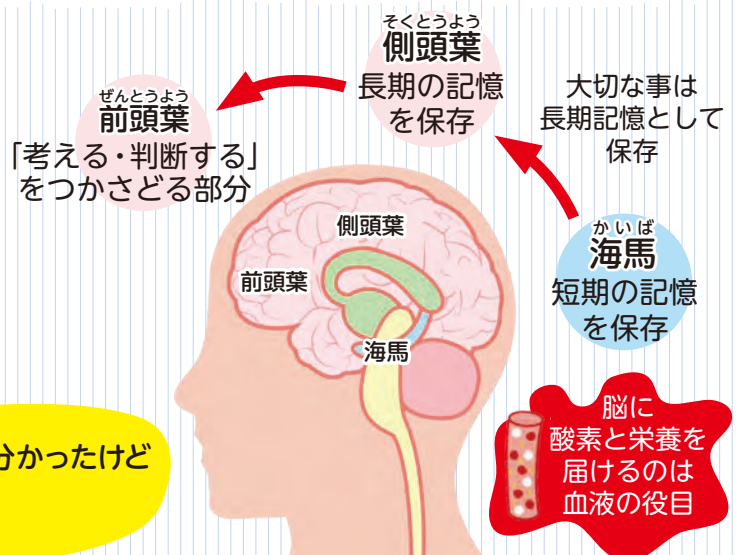 そくとうよう
側頭葉
長期の記憶
を保存
ぜんとうよう
前頭葉
「考える・判断する」
をつかさどる部分
大切な事は
長期記憶として
保存
かいば
海馬
短期の記憶
を保存
側頭葉
前頭葉
海馬
分かったけど
脳に
酸素と栄養を
届けるのは
血液の役目